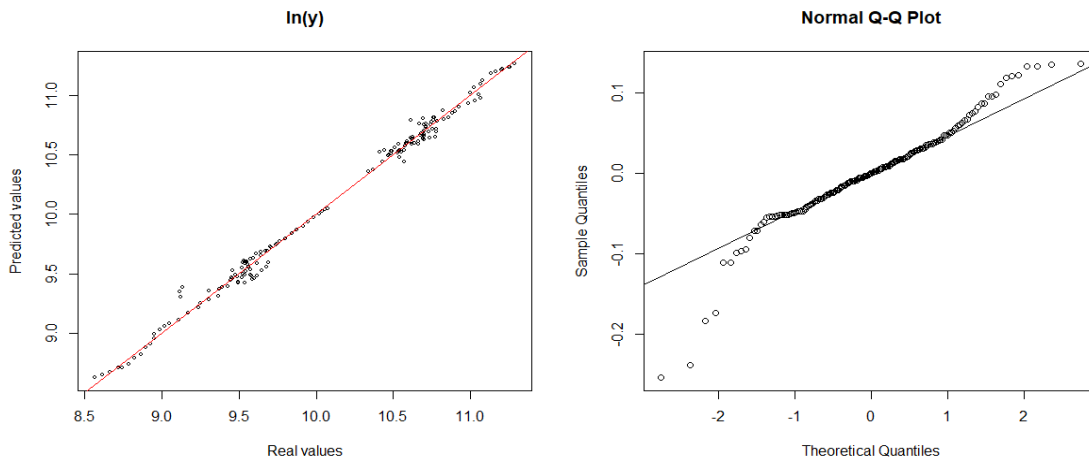 ln(y)
Predicted values
11.0
10.5
10.0
9.5
9.0
8.5 9.0 9.5 10.0 10.5 11.0
Real values
Normal Q-Q Plot
Sample Quantiles
0.1
0.0
-0.1
-0.2
-2 -1 0 1 2
Theoretical Quantiles